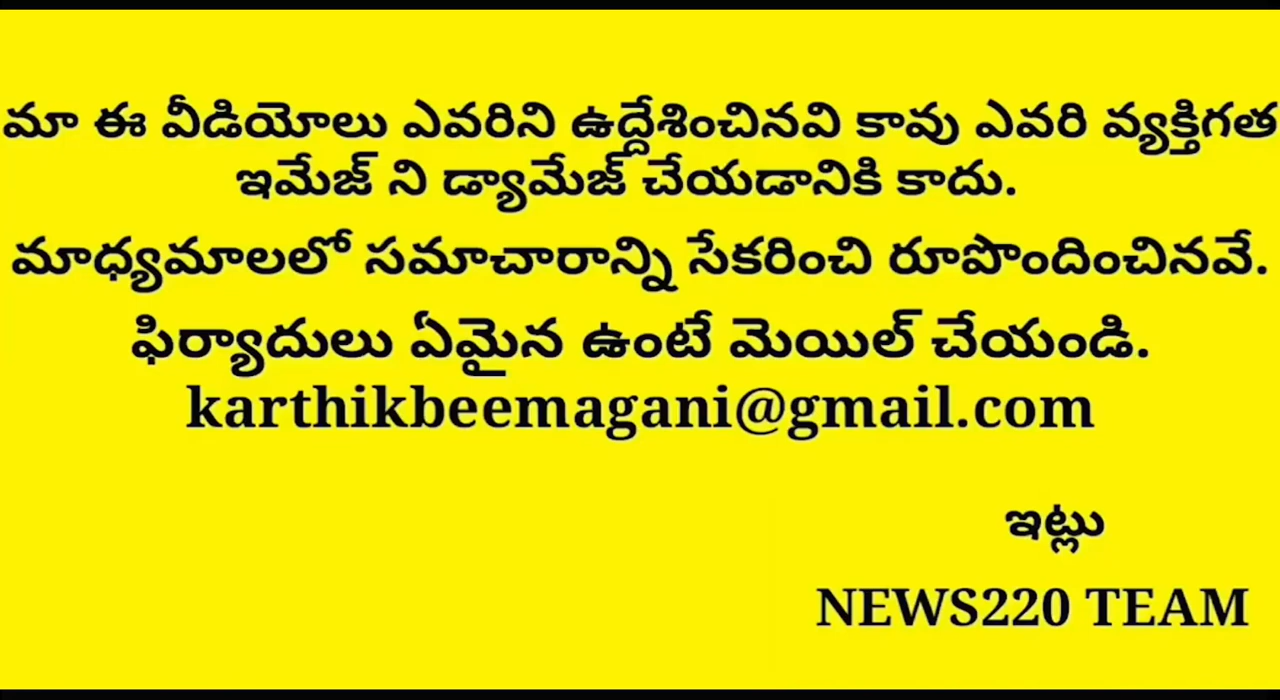 మా ఈ వీడియోలు ఎవరిని ఉద్దేశించినవి కావు ఎవరి వ్యక్తిగత
ఇమేజ్ ని డ్యామేజ్ చేయడానికి కాదు.
మాధ్యమాలలో సమాచారాన్ని సేకరించి రూపొందించినవే.
ఫిర్యాదులు ఏమైన ఉంటే మెయిల్ చేయండి.
karthikbeemagani@gmail.com
ఇట్లు
NEWS220 TEAM